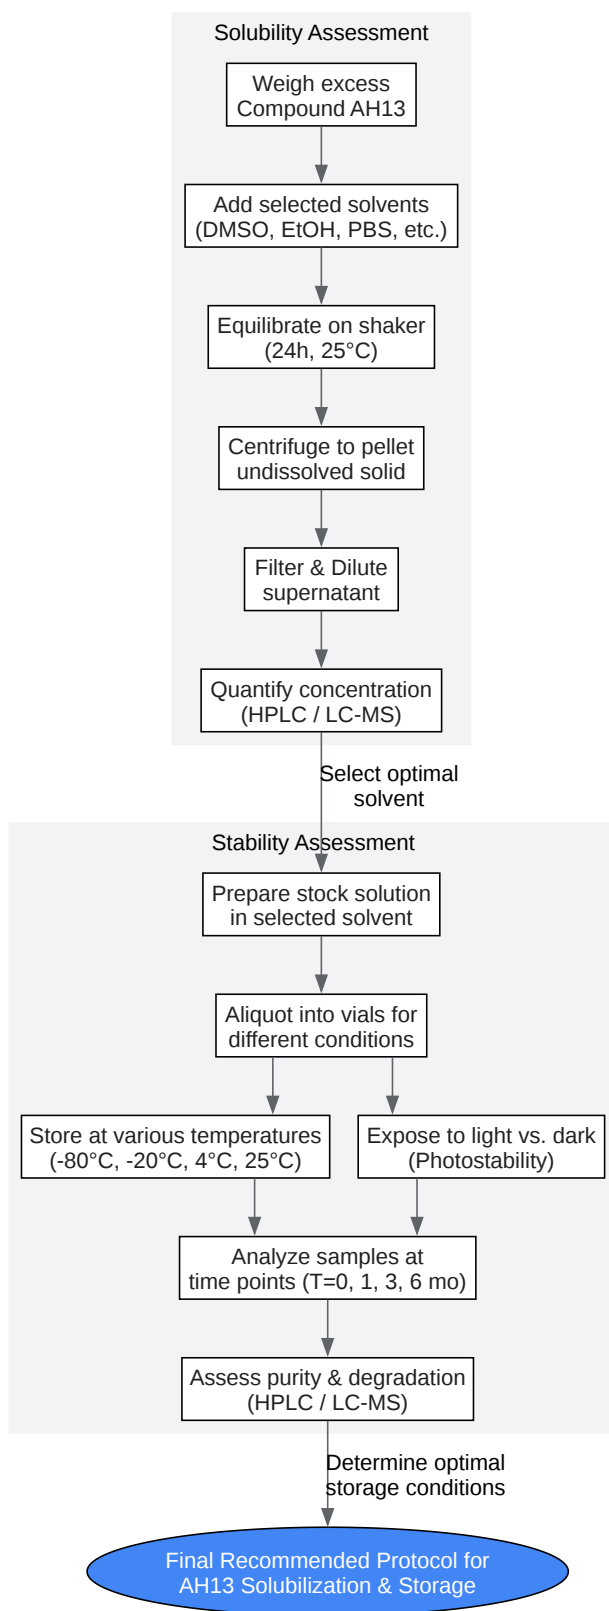 Solubility Assessment
Weigh excess
Compound AH13
Add selected solvents
(DMSO, EtOH, PBS, etc.)
Equilibrate on shaker
(24h, 25°C)
Centrifuge to pellet
undissolved solid
Filter & Dilute
supernatant
Quantify concentration
(HPLC / LC-MS)
Select optimal
solvent
Stability Assessment
Prepare stock solution
in selected solvent
Aliquot into vials for
different conditions
Store at various temperatures
(-80°C, -20°C, 4°C, 25°C)
Expose to light vs. dark
(Photostability)
Analyze samples at
time points (T=0, 1, 3, 6 mo)
Assess purity & degradation
(HPLC / LC-MS)
Determine optimal
storage conditions
Final Recommended Protocol for
AH13 Solubilization & Storage